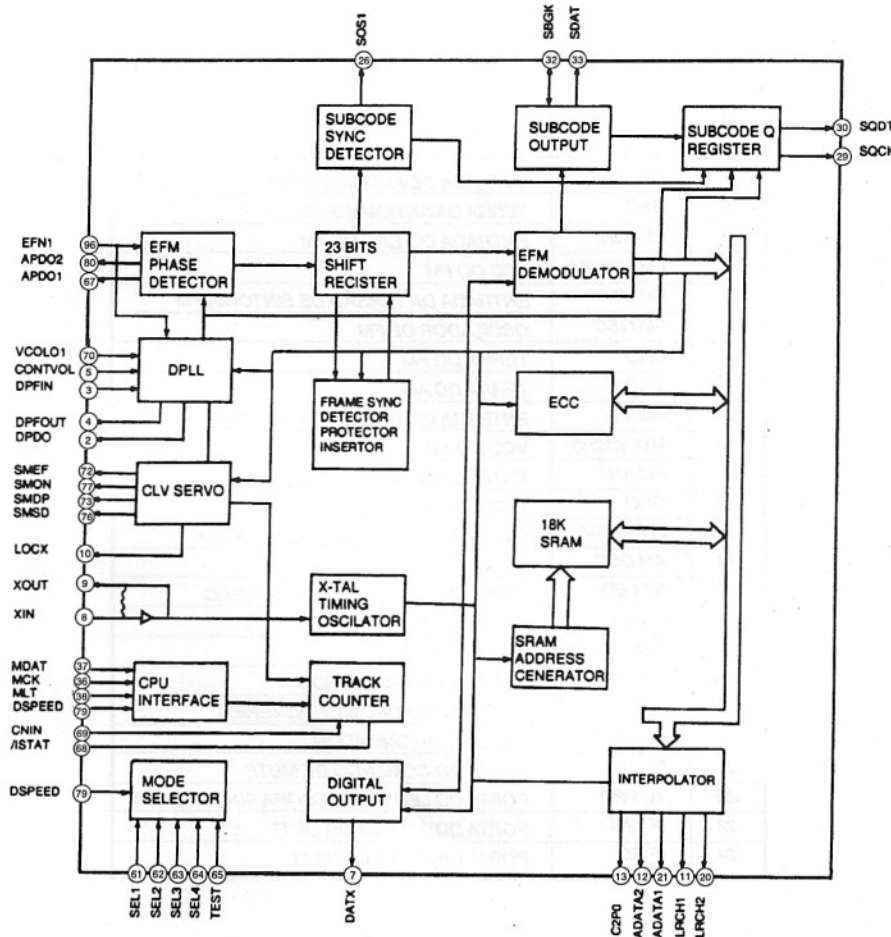 SOS1
SBGK
SDAT
26
32
33
SUBCODE
SYNC
DETECTOR
SUBCODE
OUTPUT
SUBCODE Q
REGISTER
30
SQDT
29
SQCK
EFN1
96
APDO2
80
APDO1
67
EFM
PHASE
DETECTOR
23 BITS
SHIFT
REGISTER
EFM
DEMODULATOR
VCOLO1
70
CONTVOL
5
DPFIN
3
DPFOUT
4
DPDO
2
DPLL
FRAME SYNC
DETECTOR
PROTECTOR
INSERTOR
ECC
SMEF
72
SMON
77
SMDP
73
SMSD
76
LOCX
10
CLV SERVO
18K
SRAM
XOUT
9
XIN
8
X-TAL
TIMING
OSCILATOR
SRAM
ADDRESS
CENERATOR
MDAT
37
MCK
36
MLT
38
DSPEED
79
CNIN
69
/ISTAT
68
CPU
INTERFACE
TRACK
COUNTER
DSPEED
79
MODE
SELECTOR
DIGITAL
OUTPUT
INTERPOLATOR
61
62
63
64
65
7
13
12
21
11
20
SEL1
SEL2
SEL3
SEL4
TEST
DATX
C2P0
ADATA2
ADATA1
LRCH1
LRCH2